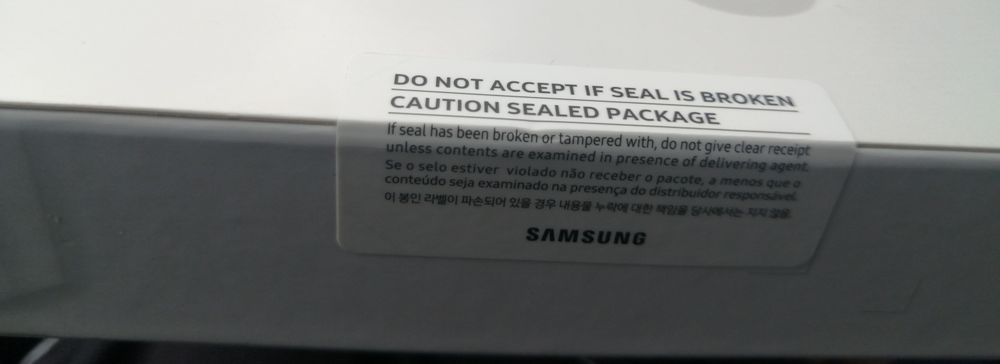 DO NOT ACCEPT IF SEAL IS BROKEN
CAUTION SEALED PACKAGE
If seal has been broken or tampered with, do not give clear receipt
unless contents are examined in presence of delivering agent.
Se o selo estiver violado não receber o pacote, a menos que o
conteúdo seja examinado na presença do distribuidor responsável.
이 봉인 라벨이 파손되어 있을 경우 내용물 누락에 대한 책임을 당사에서는 지지 않음.
SAMSUNG